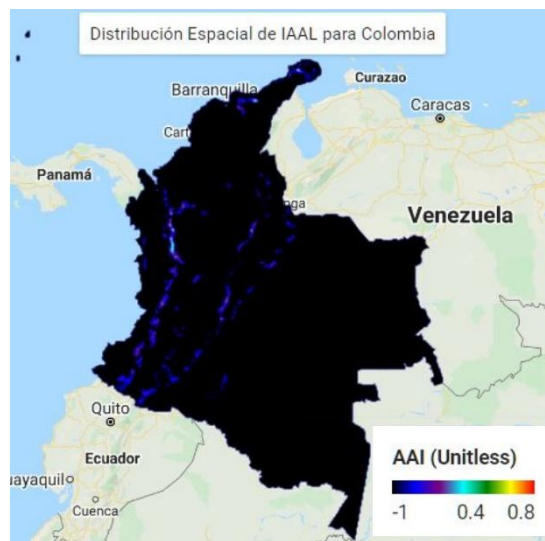 Distribución Espacial de IAAL para Colombia
Curazao
Barranquilla
Caracas
Cart
Panamá
nga
Venezuela
Quito
Ecuador
uayaquil
Cuenca
AAI (Unitless)
-1 0.4 0.8